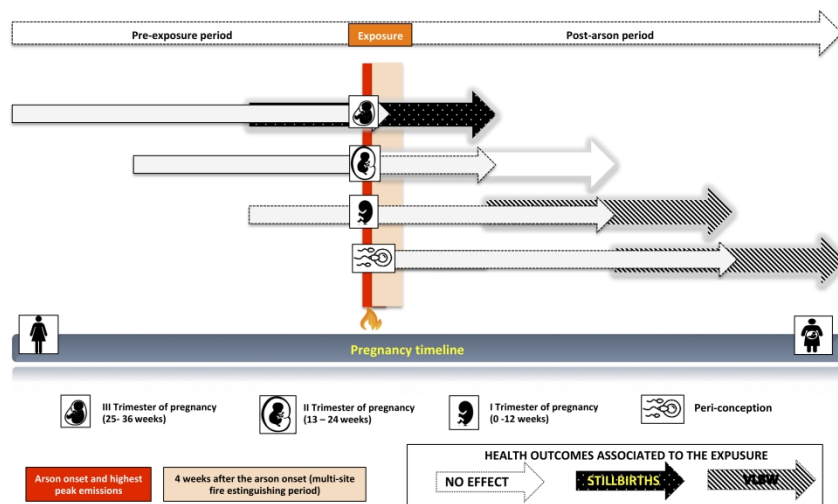 Pre-exposure period
Exposure
Post-arson period
Pregnancy timeline
III Trimester of pregnancy
(25- 36 weeks)
II Trimester of pregnancy
(13 – 24 weeks)
I Trimester of pregnancy
(0 -12 weeks)
Peri-conception
Arson onset and highest
peak emissions
4 weeks after the arson onset (multi-site
fire estinguishing period)
HEALTH OUTCOMES ASSOCIATED TO THE EXPUSURE
NO EFFECT
STILLBIRTHS
VLBW